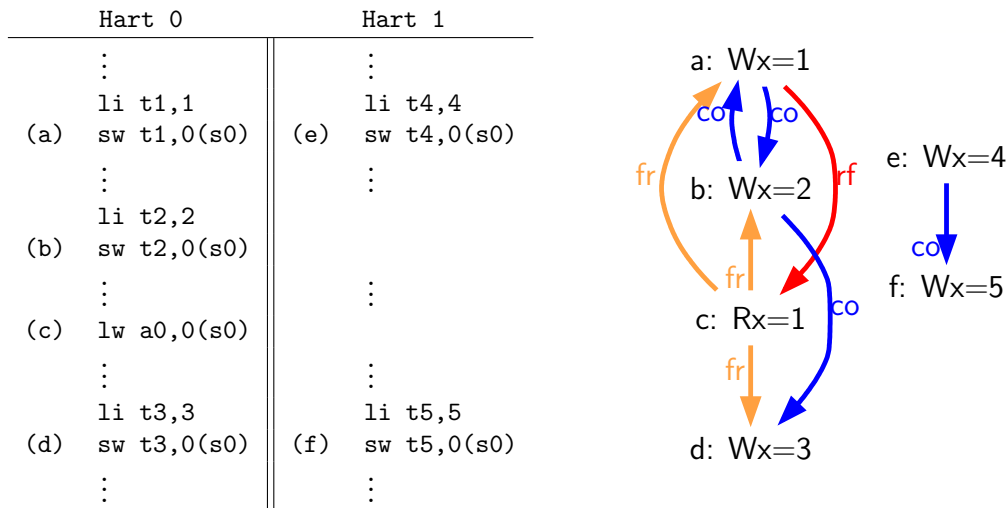 Hart 0 Hart 1
⋮ ⋮
li t1,1 li t4,4
(a) sw t1,0(s0) (e) sw t4,0(s0)
⋮ ⋮
li t2,2
(b) sw t2,0(s0)
⋮ ⋮
(c) lw a0,0(s0)
⋮ ⋮
li t3,3 li t5,5
(d) sw t3,0(s0) (f) sw t5,0(s0)
⋮ ⋮
a: Wx=1
co co
fr rf
b: Wx=2
fr
c: Rx=1
co
fr
d: Wx=3
e: Wx=4
co
f: Wx=5